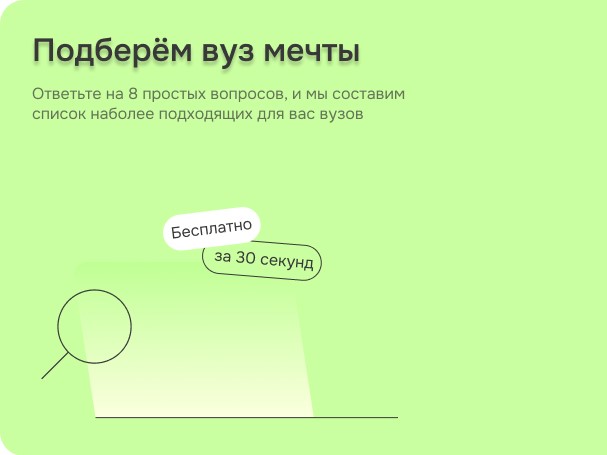 Подберём вуз мечты
Ответьте на 8 простых вопросов, и мы составим
список наболее подходящих для вас вузов
Бесплатно
за 30 секунд